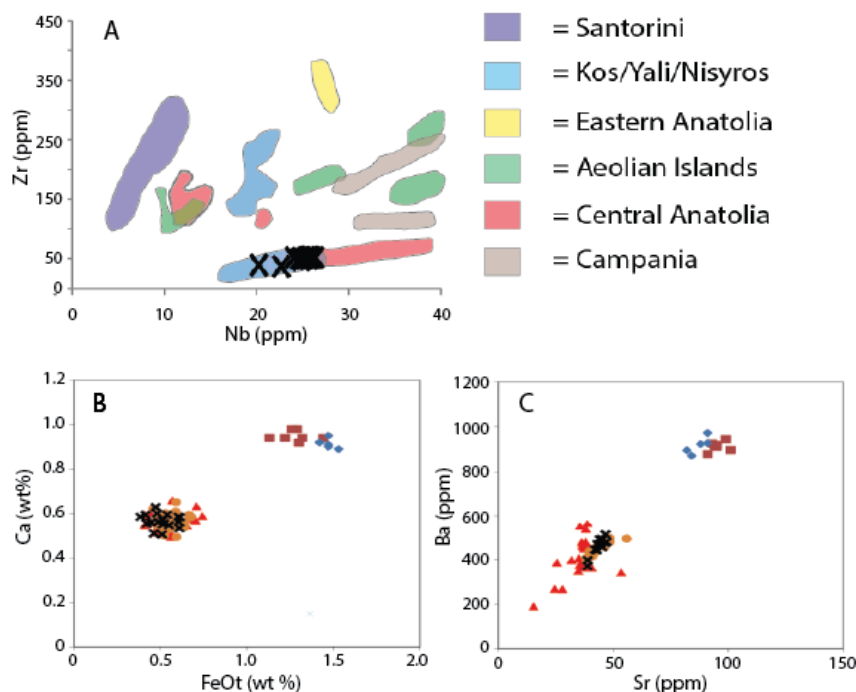 A
450
350
250
150
50
0
Zr (ppm)
0
10
20
30
40
Nb (ppm)
= Santorini
= Kos/Yali/Nisyros
= Eastern Anatolia
= Aeolian Islands
= Central Anatolia
= Campania
B
1.2
1.0
0.8
0.6
0.4
0.2
0
Ca (wt%)
0
0.5
1.0
1.5
2.0
FeOt (wt %)
C
1200
1000
800
600
400
200
0
Ba (ppm)
0
50
100
150
Sr (ppm)